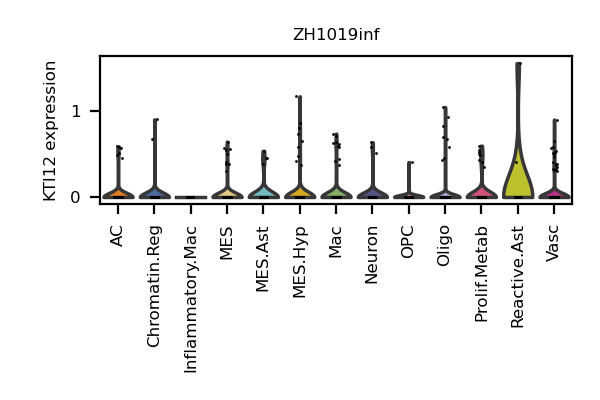 ZH1019inf
KTI12 expression
1
0
AC
Chromatin.Reg
Inflammatory.Mac
MES
MES.Ast
MES.Hyp
Mac
Neuron
OPC
Oligo
Prolif.Metab
Reactive.Ast
Vasc